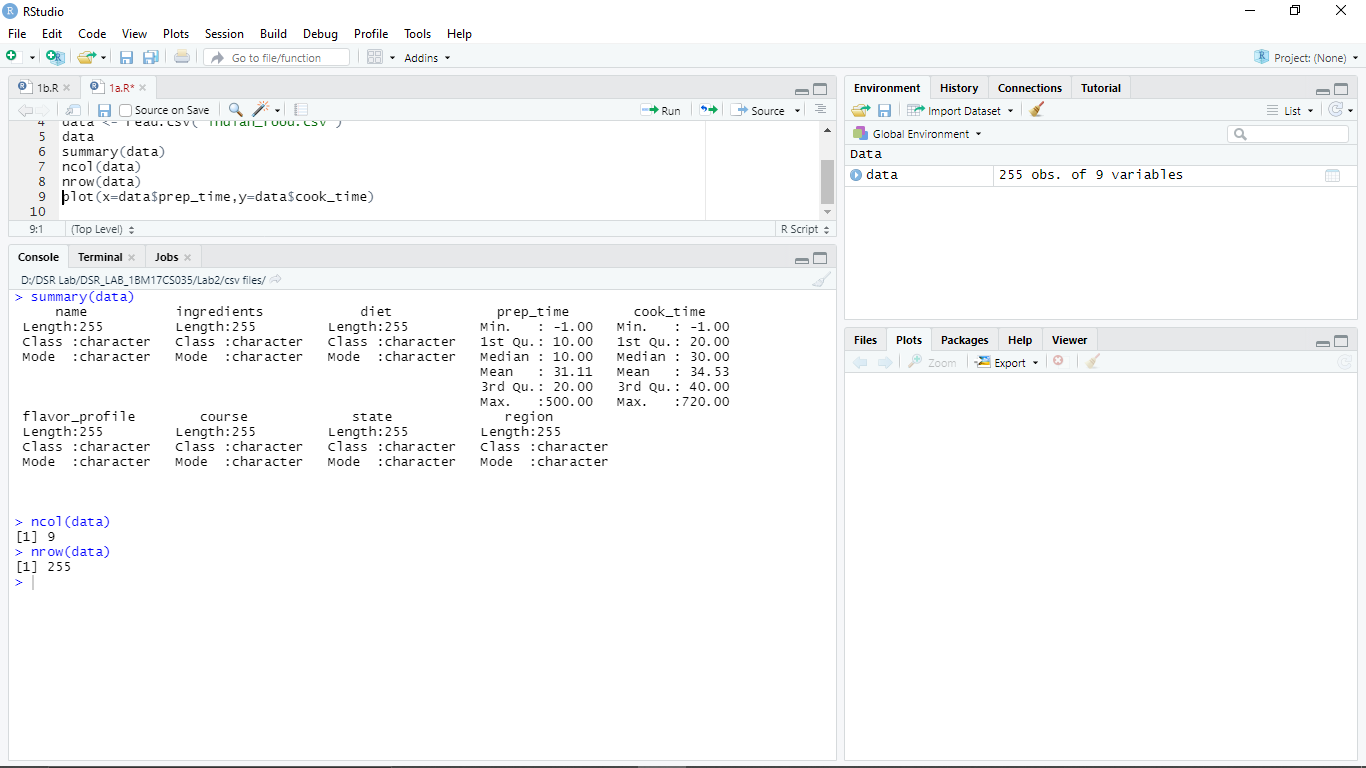 RStudio
File Edit Code View Plots Session Build Debug Profile Tools Help
Go to file/function Addins Project: (None)
1b.R 1a.R*
Source on Save Run Source
4 data <- read.csv("indian_food.csv")
5 data
6 summary(data)
7 ncol(data)
8 nrow(data)
9 plot(x=data$prep_time,y=data$cook_time)
10
9:1 (Top Level) R Script
Console Terminal Jobs
D:/DSR Lab/DSR_LAB_1BM17CS035/Lab2/csv files/
> summary(data)
name ingredients diet prep_time cook_time
Length:255 Length:255 Length:255 Min. : -1.00 Min. : -1.00
Class :character Class :character Class :character 1st Qu.: 10.00 1st Qu.: 20.00
Mode :character Mode :character Mode :character Median : 10.00 Median : 30.00
Mean : 31.11 Mean : 34.53
3rd Qu.: 20.00 3rd Qu.: 40.00
Max. :500.00 Max. :720.00
flavor_profile course state region
Length:255 Length:255 Length:255 Length:255
Class :character Class :character Class :character Class :character
Mode :character Mode :character Mode :character Mode :character
> ncol(data)
[1] 9
> nrow(data)
[1] 255
>
Environment History Connections Tutorial
Import Dataset List
Global Environment
Data
data 255 obs. of 9 variables
Files Plots Packages Help Viewer
Zoom Export